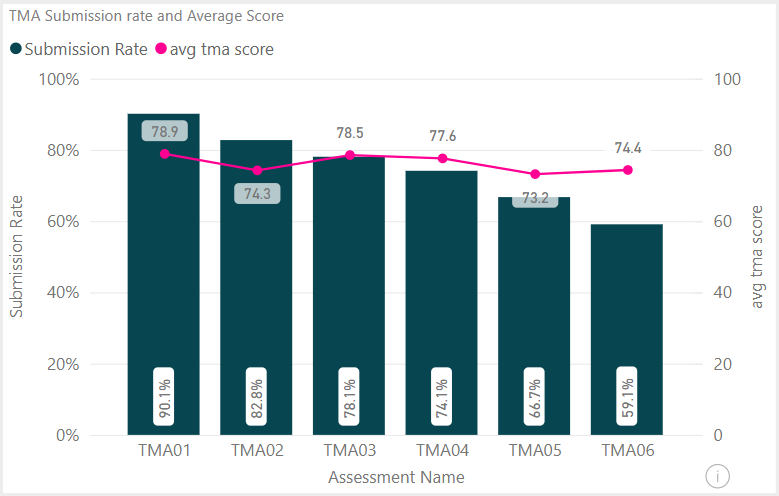 TMA Submission rate and Average Score
Submission Rate avg tma score
100% 100
78.9 78.5 77.6 74.4
80% 80
74.3 73.2
60% 60
40% 40
20% 20
90.1% 82.8% 78.1% 74.1% 66.7% 59.1%
0% 0
TMA01 TMA02 TMA03 TMA04 TMA05 TMA06
Assessment Name
Submission Rate
avg tma score
i